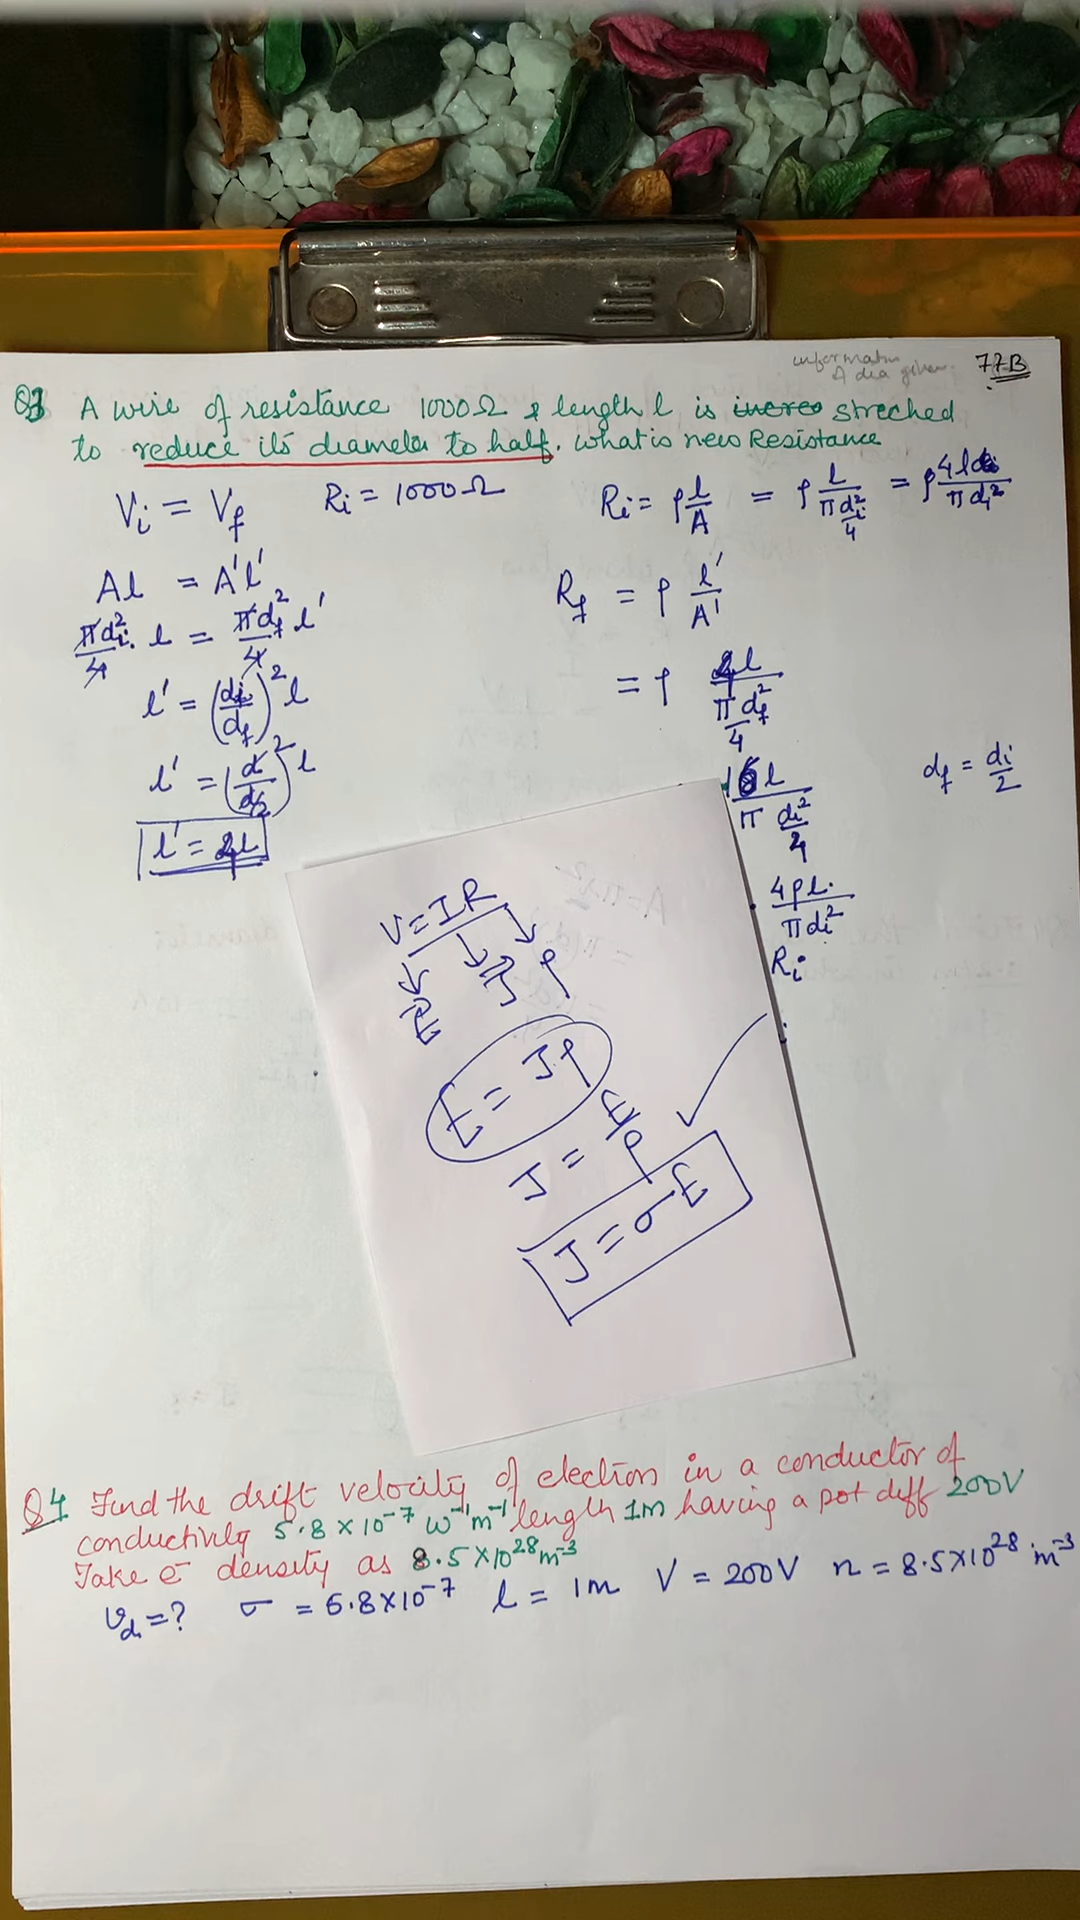 informatn
of dia given.
77B
Q3 A wire of resistance 1000Ω & length l is increo streched
to reduce its diameter to half. What is new Resistance
Vi = Vf
Ri = 1000Ω
Ri = ρ l/A = ρ l/(πdi²/4) = ρ 4l/πdi²
Al = A'l'
πdi²/4 · l = πdf²/4 l'
l' = (di/df)² l
l' = (d/d/2)² l
l' = 4l
Rf = ρ l'/A'
= ρ 4l/(πdf²/4)
df = di/2
16l/(π di²/4)
4ρl/πdi²
Ri
V = IR
E J ρ
E = Jρ
J = E/ρ
J = σE
Q4 Find the drift velocity of electron in a conductor of
conductivity 5.8 × 10⁻⁷ w⁻¹m⁻¹ length 1m having a pot diff 200V
Take e⁻ density as 8.5 × 10²⁸ m⁻³
vd = ? σ = 5.8×10⁻⁷ l = 1m V = 200V n = 8.5×10²⁸ m⁻³